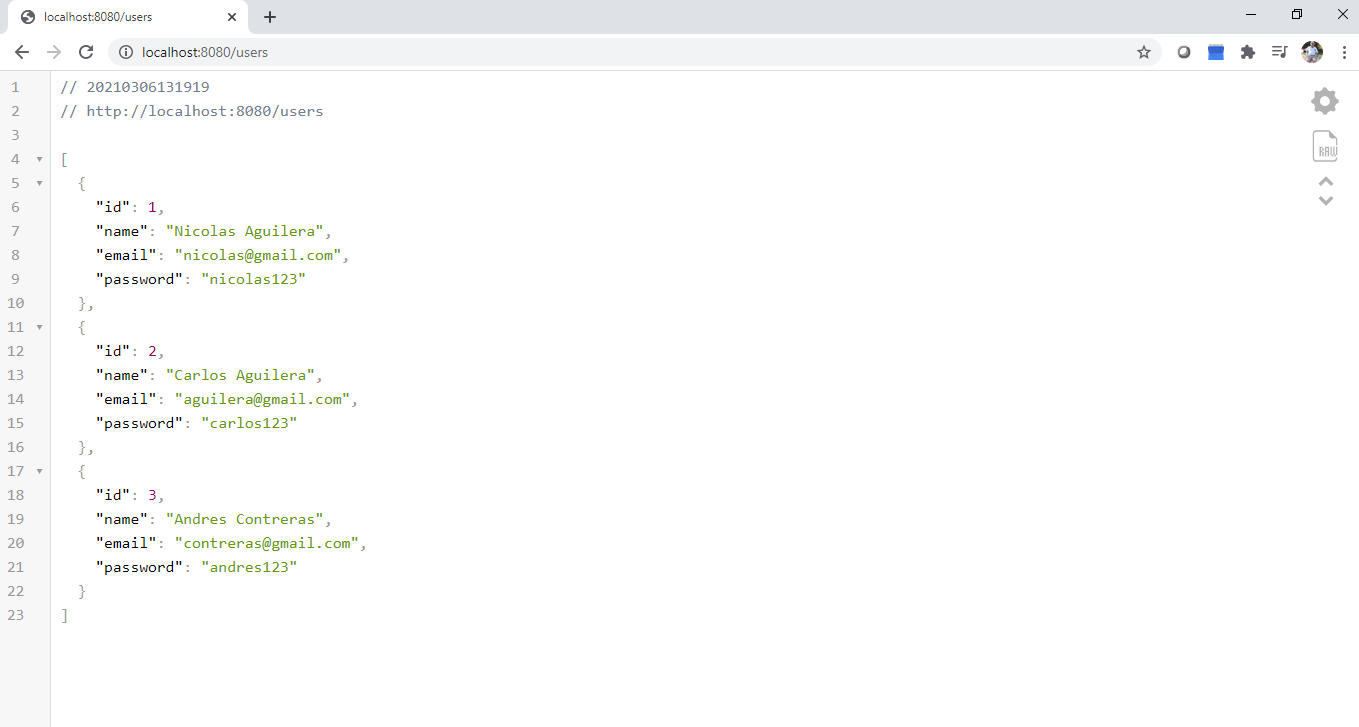 localhost:8080/users
localhost:8080/users
1 // 20210306131919
2 // http://localhost:8080/users
3
4 [
5 {
6 "id": 1,
7 "name": "Nicolas Aguilera",
8 "email": "nicolas@gmail.com",
9 "password": "nicolas123"
10 },
11 {
12 "id": 2,
13 "name": "Carlos Aguilera",
14 "email": "aguilera@gmail.com",
15 "password": "carlos123"
16 },
17 {
18 "id": 3,
19 "name": "Andres Contreras",
20 "email": "contreras@gmail.com",
21 "password": "andres123"
22 }
23 ]
RAW